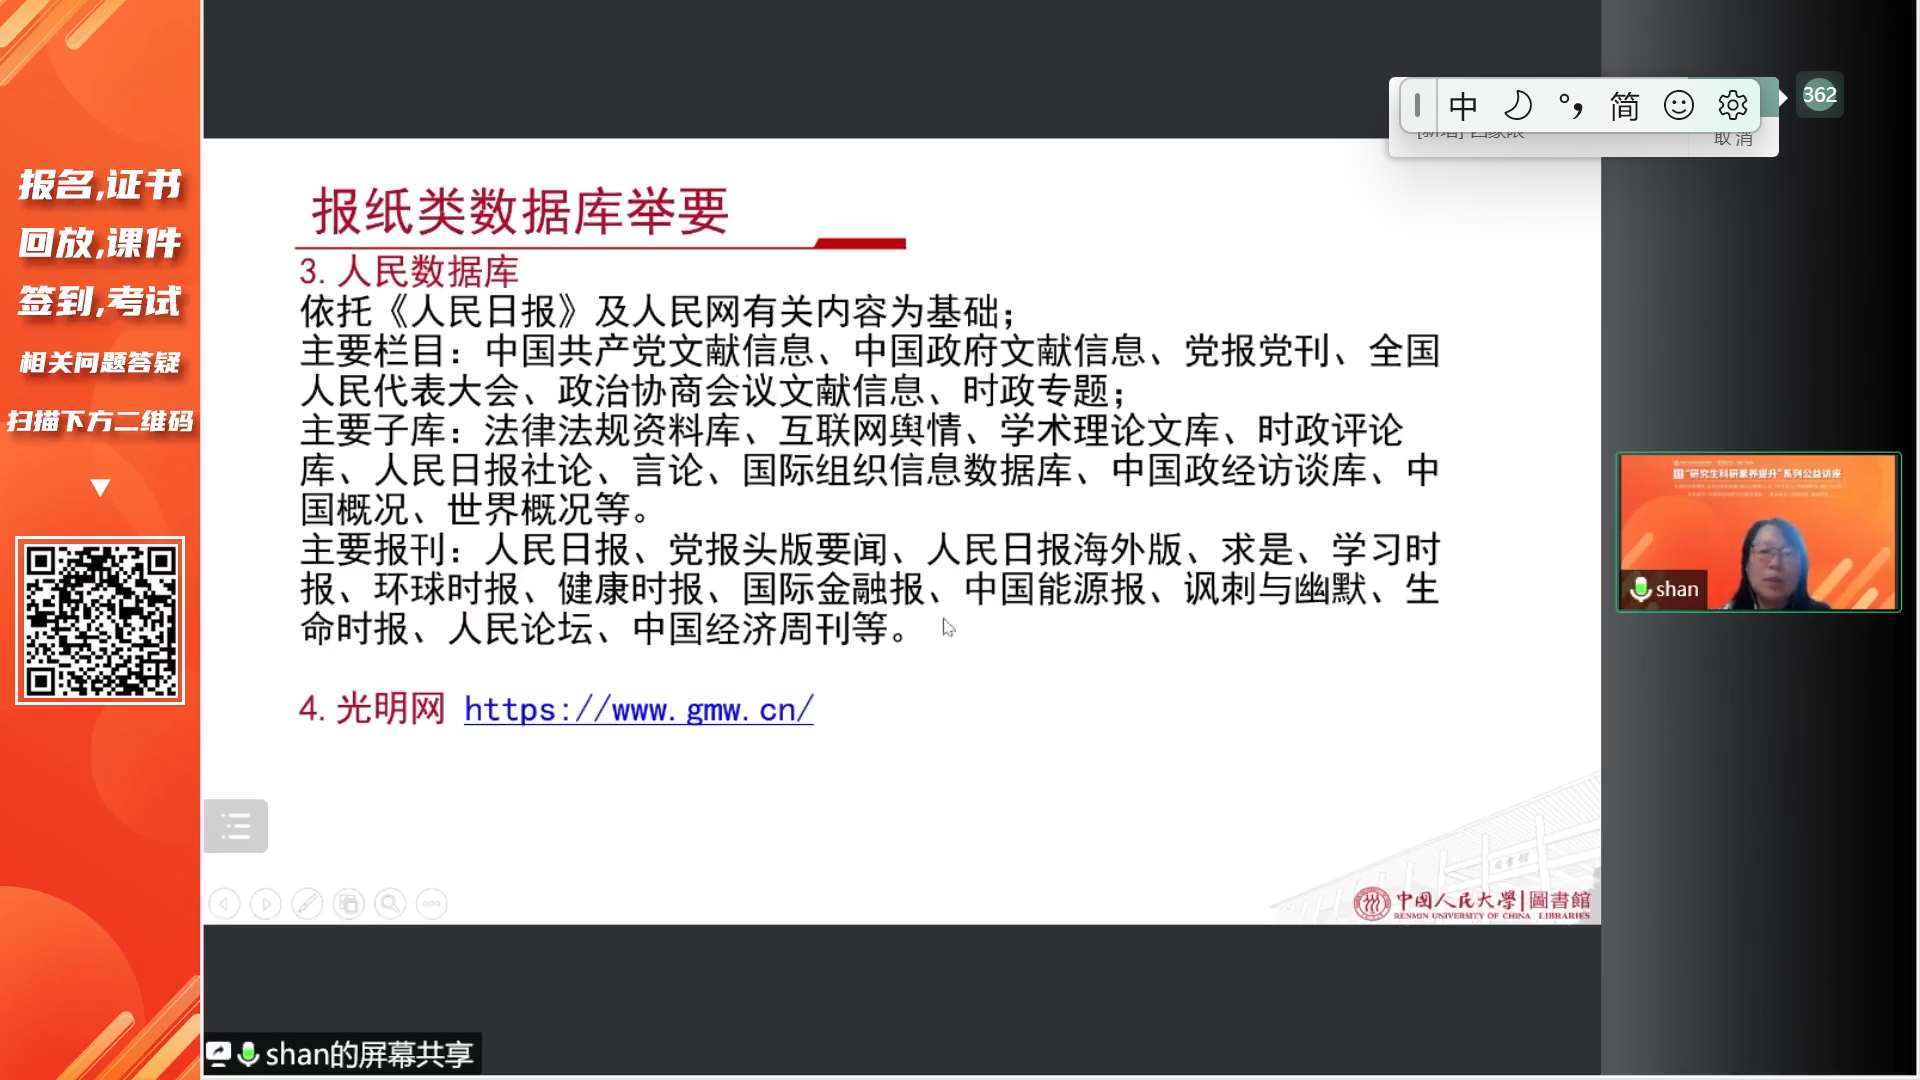 报名,证书
回放,课件
签到,考试
相关问题答疑
扫描下方二维码
中 简
取消
362
报纸类数据库举要
3. 人民数据库
依托《人民日报》及人民网有关内容为基础；
主要栏目：中国共产党文献信息、中国政府文献信息、党报党刊、全国
人民代表大会、政治协商会议文献信息、时政专题；
主要子库：法律法规资料库、互联网舆情、学术理论文库、时政评论
库、人民日报社论、言论、国际组织信息数据库、中国政经访谈库、中
国概况、世界概况等。
主要报刊：人民日报、党报头版要闻、人民日报海外版、求是、学习时
报、环球时报、健康时报、国际金融报、中国能源报、讽刺与幽默、生
命时报、人民论坛、中国经济周刊等。
4. 光明网 https://www.gmw.cn/
"研究生科研素养提升"系列公益讲座
shan
中國人民大學|圖書館
RENMIN UNIVERSITY OF CHINA LIBRARIES
shan的屏幕共享